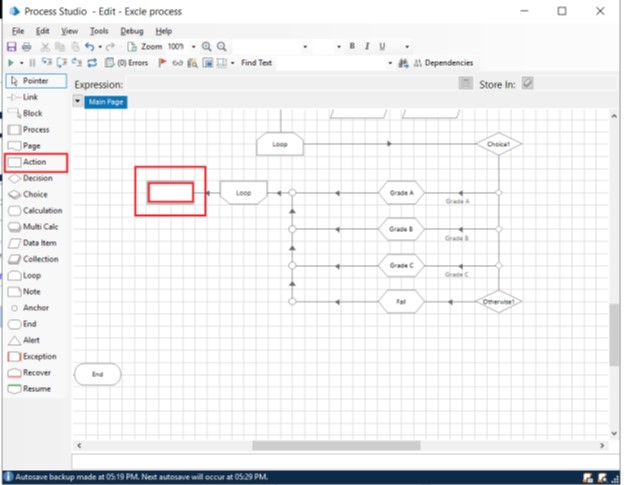 Process Studio - Edit - Excle process
File Edit View Tools Debug Help
Zoom 100% B I U
(0) Errors Find Text Dependencies
Pointer
Link
Block
Process
Page
Action
Decision
Choice
Calculation
Multi Calc
Data Item
Collection
Loop
Note
Anchor
End
Alert
Exception
Recover
Resume
Expression: Store In:
Main Page
Loop Choice1
Loop Grade A Grade A
Grade B Grade B
Grade C Grade C
Fail Otherwise1
End
Autosave backup made at 05:19 PM. Next autosave will occur at 05:29 PM.